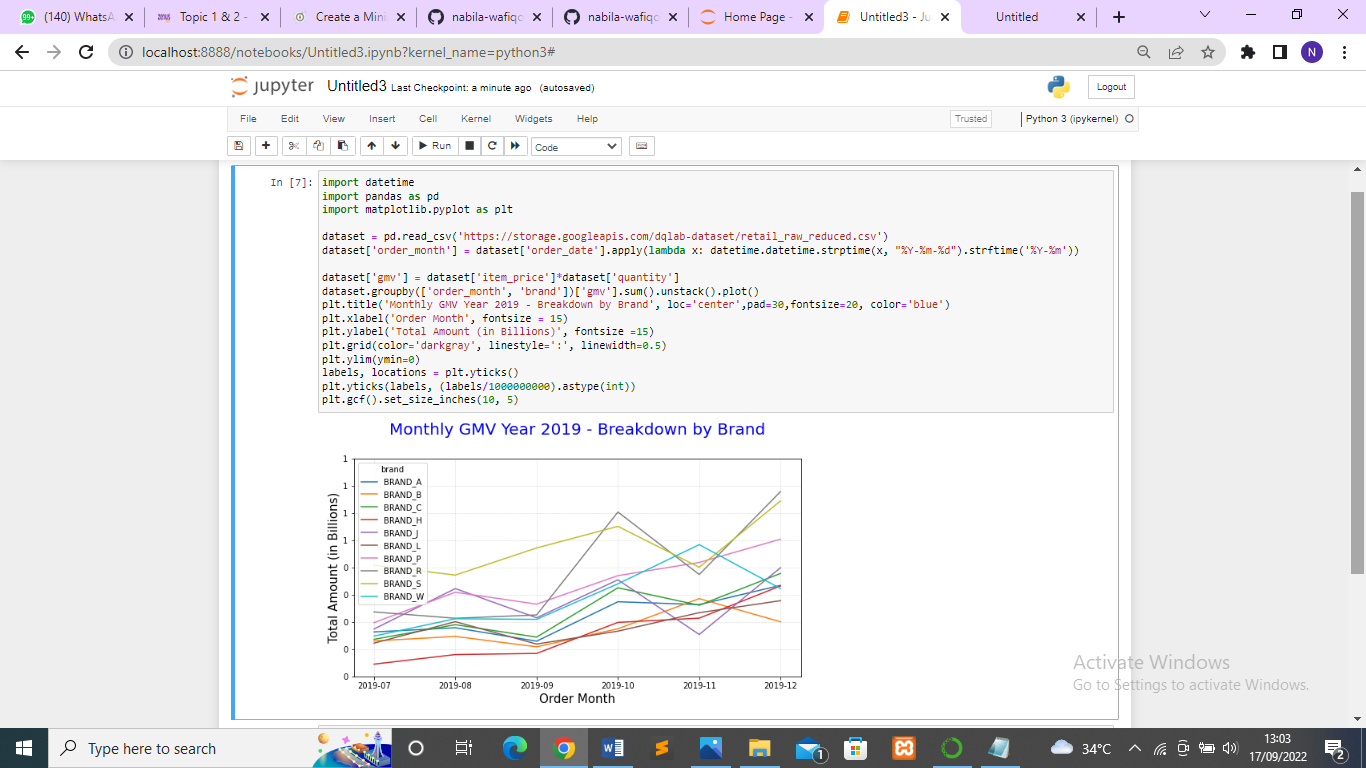 (140) WhatsA
Topic 1 & 2 -
Create a Mini
nabila-wafiqo
nabila-wafiqo
Home Page -
Untitled3 - Ju
Untitled
localhost:8888/notebooks/Untitled3.ipynb?kernel_name=python3#
N
jupyter Untitled3 Last Checkpoint: a minute ago (autosaved)
Logout
File Edit View Insert Cell Kernel Widgets Help
Trusted
Python 3 (ipykernel)
Run
Code
In [7]:
import datetime
import pandas as pd
import matplotlib.pyplot as plt
dataset = pd.read_csv('https://storage.googleapis.com/dqlab-dataset/retail_raw_reduced.csv')
dataset['order_month'] = dataset['order_date'].apply(lambda x: datetime.datetime.strptime(x, "%Y-%m-%d").strftime('%Y-%m'))
dataset['gmv'] = dataset['item_price']*dataset['quantity']
dataset.groupby(['order_month', 'brand'])['gmv'].sum().unstack().plot()
plt.title('Monthly GMV Year 2019 - Breakdown by Brand', loc='center',pad=30,fontsize=20, color='blue')
plt.xlabel('Order Month', fontsize = 15)
plt.ylabel('Total Amount (in Billions)', fontsize =15)
plt.grid(color='darkgray', linestyle=':', linewidth=0.5)
plt.ylim(ymin=0)
labels, locations = plt.yticks()
plt.yticks(labels, (labels/1000000000).astype(int))
plt.gcf().set_size_inches(10, 5)
Monthly GMV Year 2019 - Breakdown by Brand
Total Amount (in Billions)
1
1
1
1
0
0
0
0
0
brand
BRAND_A
BRAND_B
BRAND_C
BRAND_H
BRAND_J
BRAND_L
BRAND_P
BRAND_R
BRAND_S
BRAND_W
2019-07 2019-08 2019-09 2019-10 2019-11 2019-12
Order Month
Activate Windows
Go to Settings to activate Windows.
Type here to search
1
34°C
13:03
17/09/2022
2